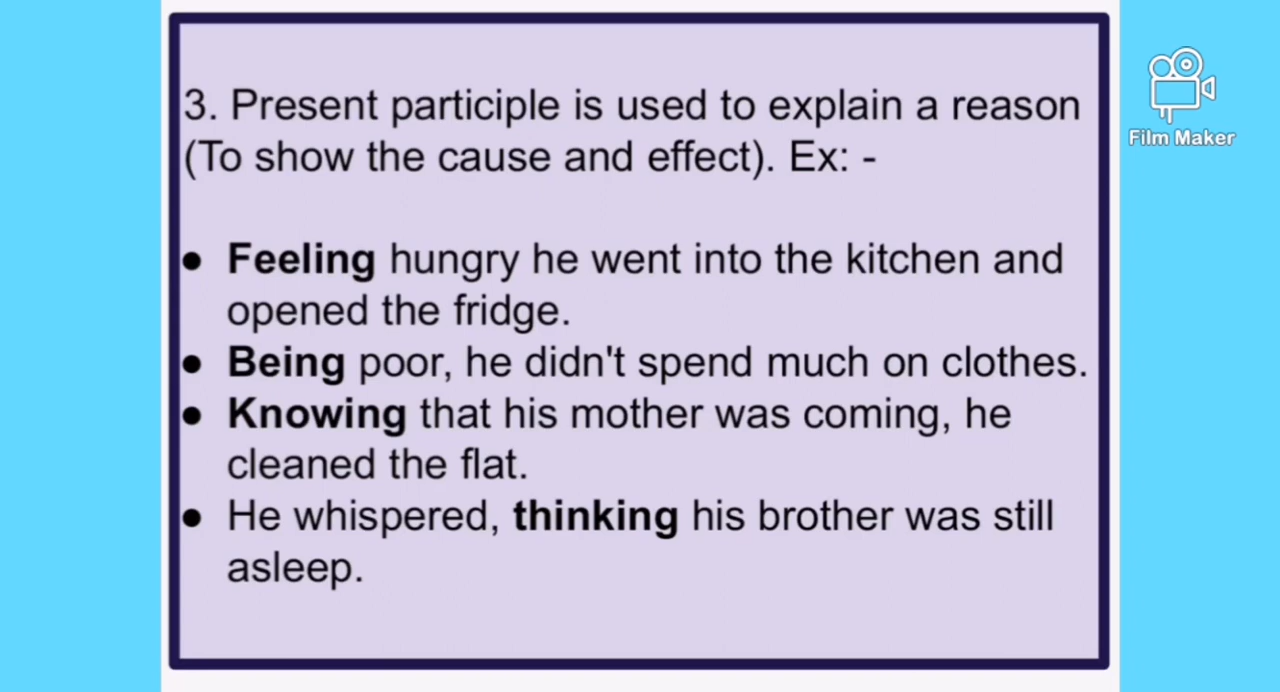 3. Present participle is used to explain a reason
(To show the cause and effect). Ex: -
● Feeling hungry he went into the kitchen and
opened the fridge.
● Being poor, he didn't spend much on clothes.
● Knowing that his mother was coming, he
cleaned the flat.
● He whispered, thinking his brother was still
asleep.
Film Maker